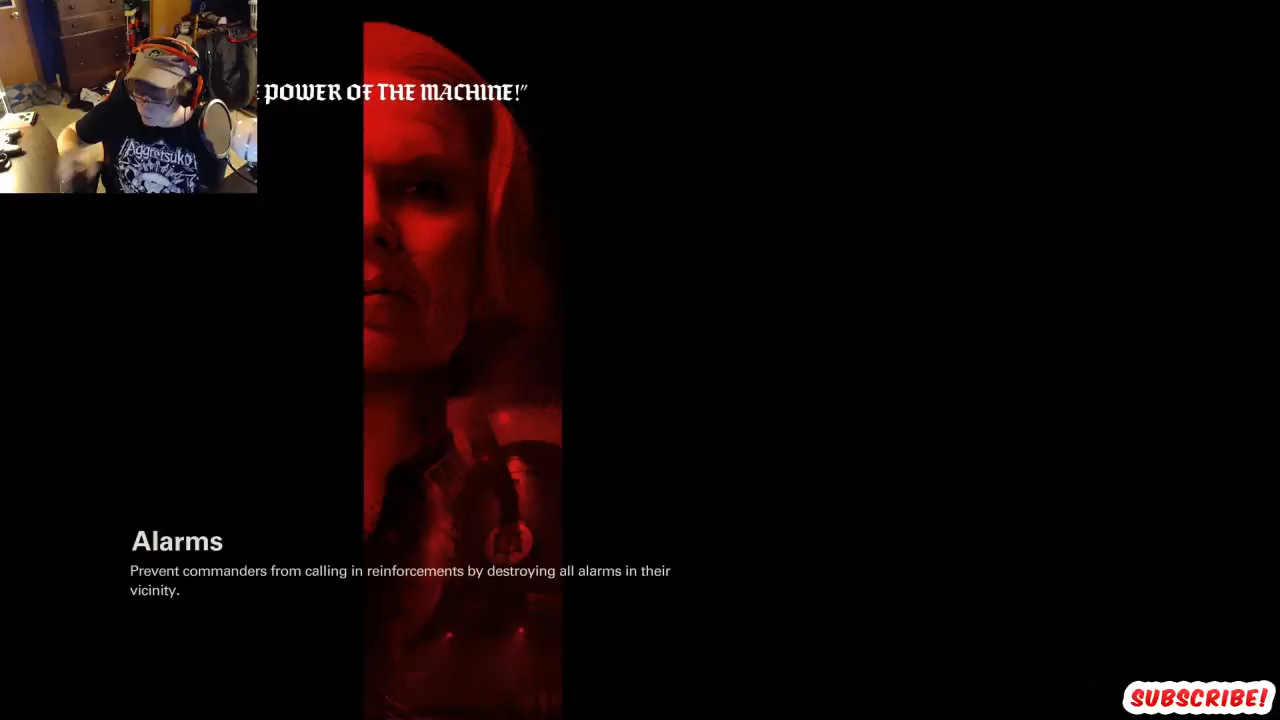 POWER OF THE MACHINE!"
Aggretsuko
Alarms
Prevent commanders from calling in reinforcements by destroying all alarms in their
vicinity.
SUBSCRIBE!